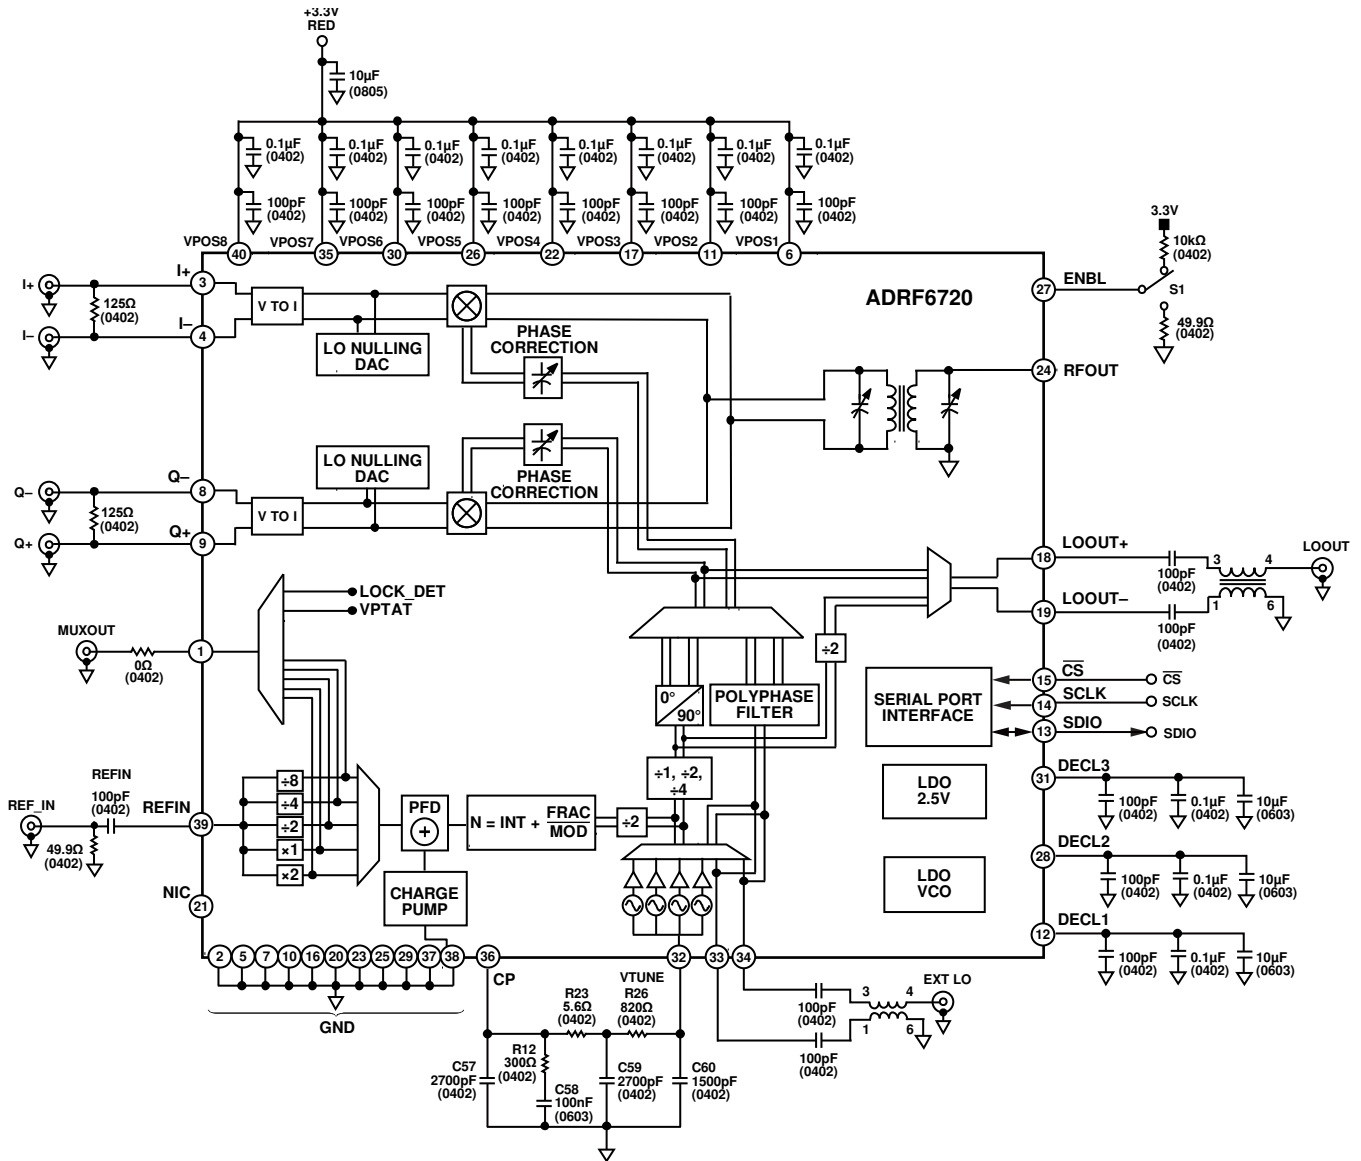 +3.3V
RED
10µF
(0805)
0.1µF
(0402)
0.1µF
(0402)
0.1µF
(0402)
0.1µF
(0402)
0.1µF
(0402)
0.1µF
(0402)
0.1µF
(0402)
0.1µF
(0402)
100pF
(0402)
100pF
(0402)
100pF
(0402)
100pF
(0402)
100pF
(0402)
100pF
(0402)
100pF
(0402)
100pF
(0402)
VPOS8
VPOS7
VPOS6
VPOS5
VPOS4
VPOS3
VPOS2
VPOS1
40
35
30
26
22
17
11
6
3.3V
10kΩ
(0402)
S1
49.9Ω
(0402)
27
ENBL
ADRF6720
I+
I+
3
125Ω
(0402)
I–
I–
4
V TO I
LO NULLING
DAC
PHASE
CORRECTION
24
RFOUT
LO NULLING
DAC
PHASE
CORRECTION
Q–
Q–
8
125Ω
(0402)
Q+
Q+
9
V TO I
LOCK_DET
VPTAT
MUXOUT
0Ω
(0402)
1
18
LOOUT+
100pF
(0402)
3
4
LOOUT
19
LOOUT–
100pF
(0402)
1
6
÷2
0°
90°
POLYPHASE
FILTER
SERIAL PORT
INTERFACE
15
CS
CS
14
SCLK
SCLK
13
SDIO
SDIO
÷1, ÷2,
÷4
LDO
2.5V
31
DECL3
100pF
(0402)
0.1µF
(0402)
10µF
(0603)
REFIN
REF_IN
100pF
(0402)
REFIN
39
49.9Ω
(0402)
÷8
÷4
÷2
×1
×2
PFD
+
N = INT + FRAC
MOD
÷2
CHARGE
PUMP
NIC
21
LDO
VCO
28
DECL2
100pF
(0402)
0.1µF
(0402)
10µF
(0603)
12
DECL1
100pF
(0402)
0.1µF
(0402)
10µF
(0603)
2
5
7
10
16
20
23
25
29
37
38
36
32
33
34
GND
CP
VTUNE
R23
5.6Ω
(0402)
R26
820Ω
(0402)
R12
300Ω
(0402)
C57
2700pF
(0402)
C58
100nF
(0603)
C59
2700pF
(0402)
C60
1500pF
(0402)
100pF
(0402)
3
4
EXT LO
1
6
100pF
(0402)